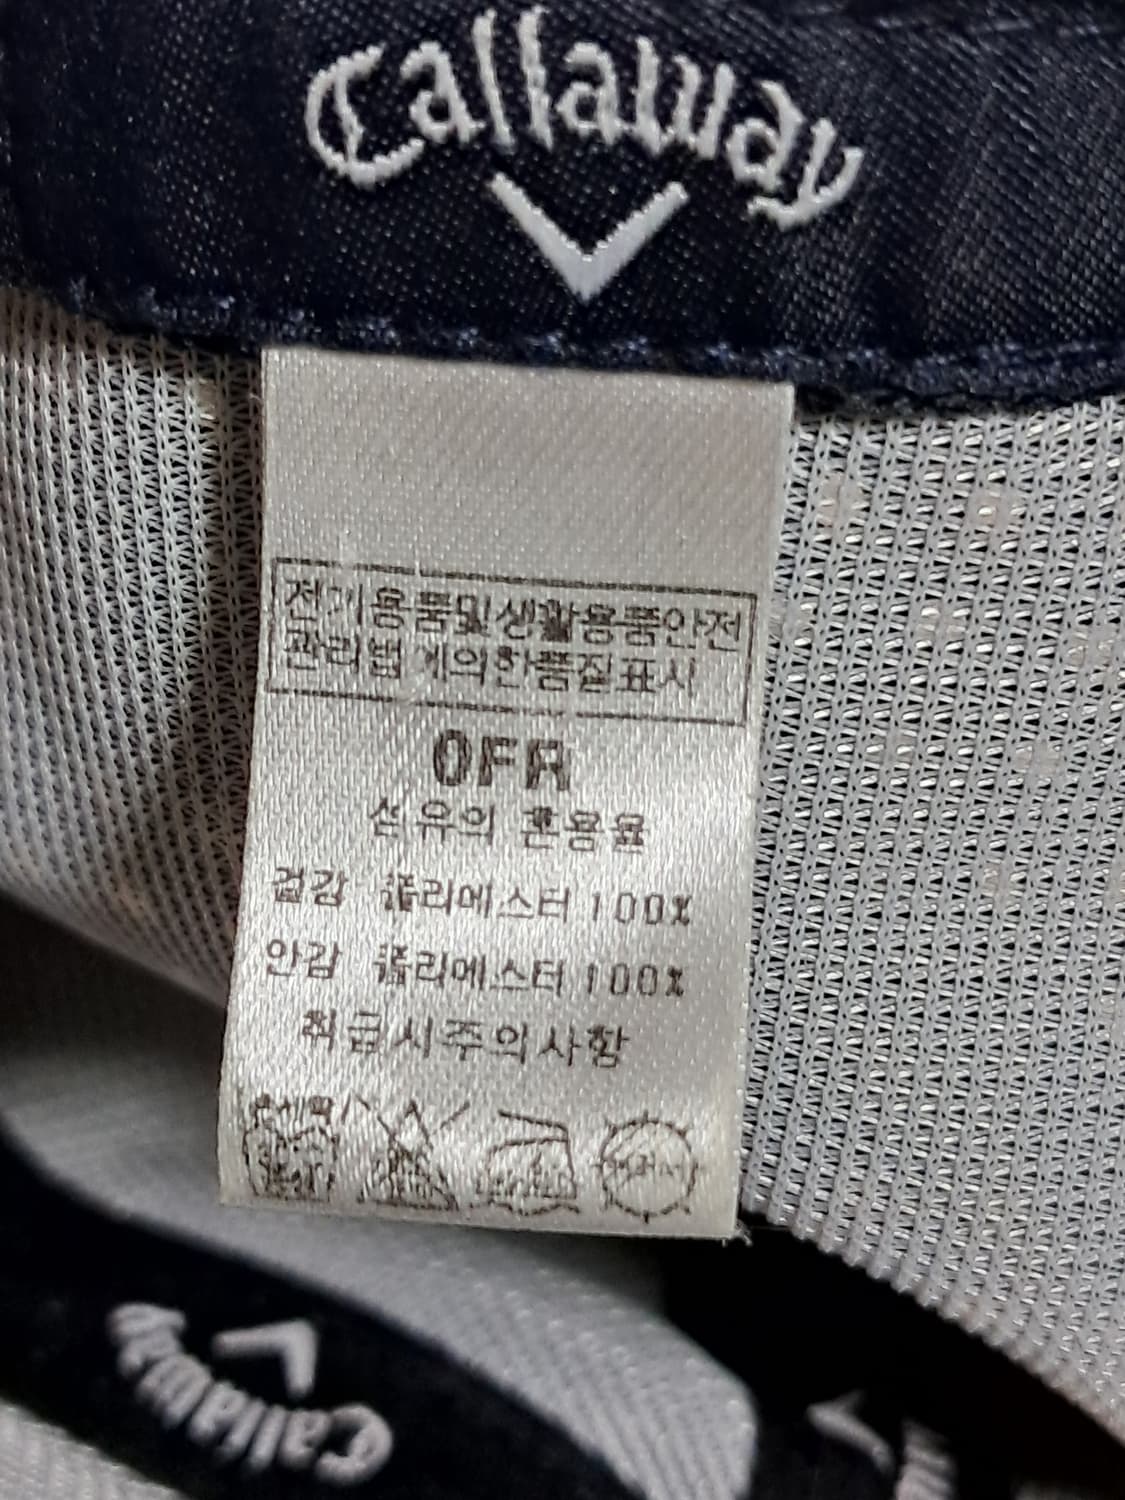 Callaway
전기용품및생활용품안전
관리법 게의한품질표시
OFR
섬유의 혼용율
겉감 폴리에스터 100%
안감 폴리에스터 100%
취급시주의사항
Callaway